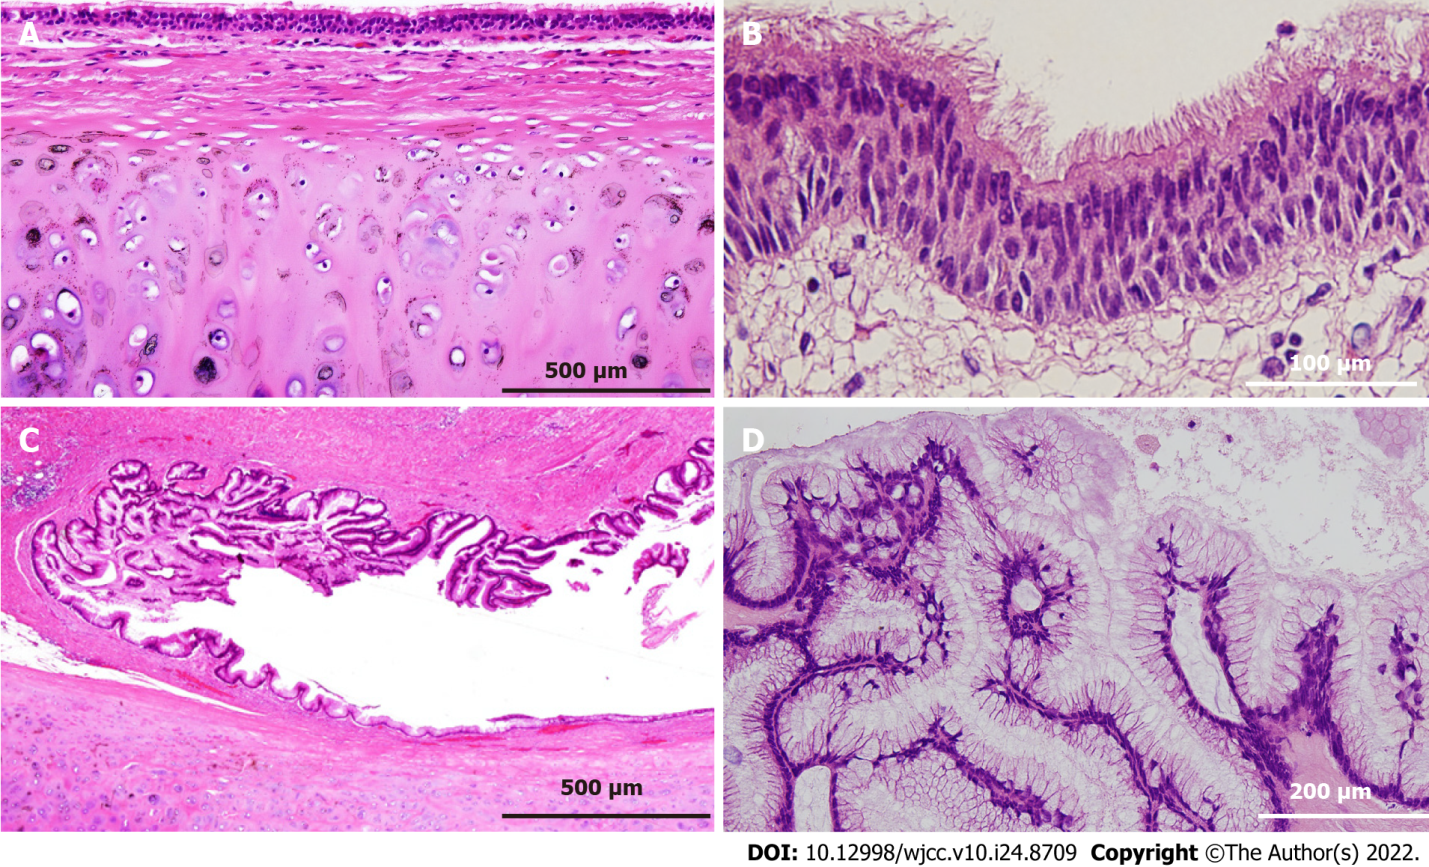 A
B
500 μm
100 μm
C
D
500 μm
200 μm
DOI: 10.12998/wjcc.v10.i24.8709 Copyright ©The Author(s) 2022.